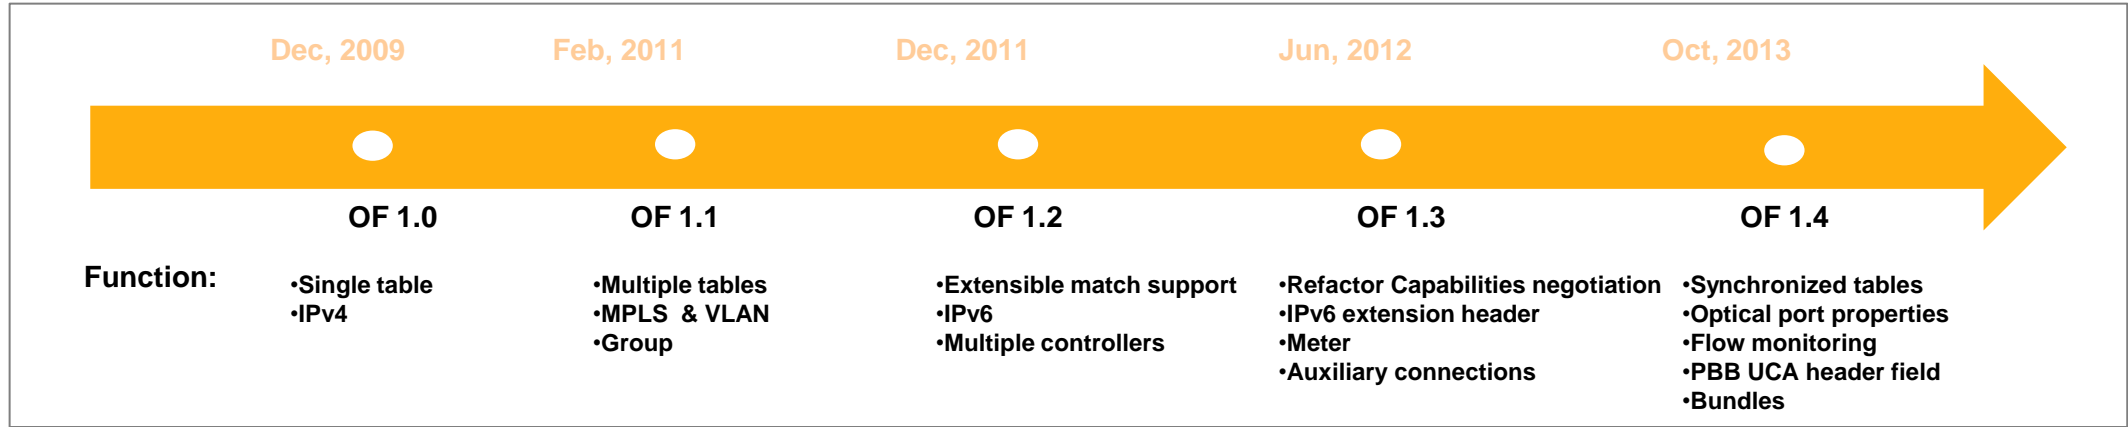 Dec, 2009
Feb, 2011
Dec, 2011
Jun, 2012
Oct, 2013
OF 1.0
OF 1.1
OF 1.2
OF 1.3
OF 1.4
Function:
•Single table
•IPv4
•Multiple tables
•MPLS & VLAN
•Group
•Extensible match support
•IPv6
•Multiple controllers
•Refactor Capabilities negotiation
•IPv6 extension header
•Meter
•Auxiliary connections
•Synchronized tables
•Optical port properties
•Flow monitoring
•PBB UCA header field
•Bundles